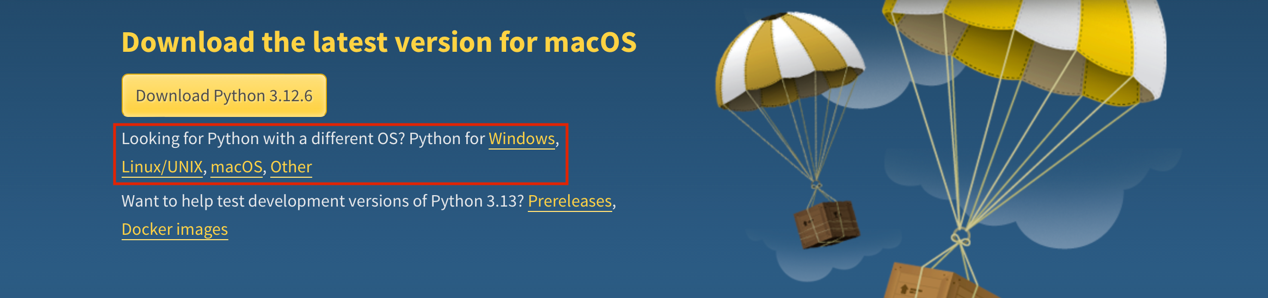 Download the latest version for macOS
Download Python 3.12.6
Looking for Python with a different OS? Python for Windows,
Linux/UNIX, macOS, Other
Want to help test development versions of Python 3.13? Prereleases,
Docker images